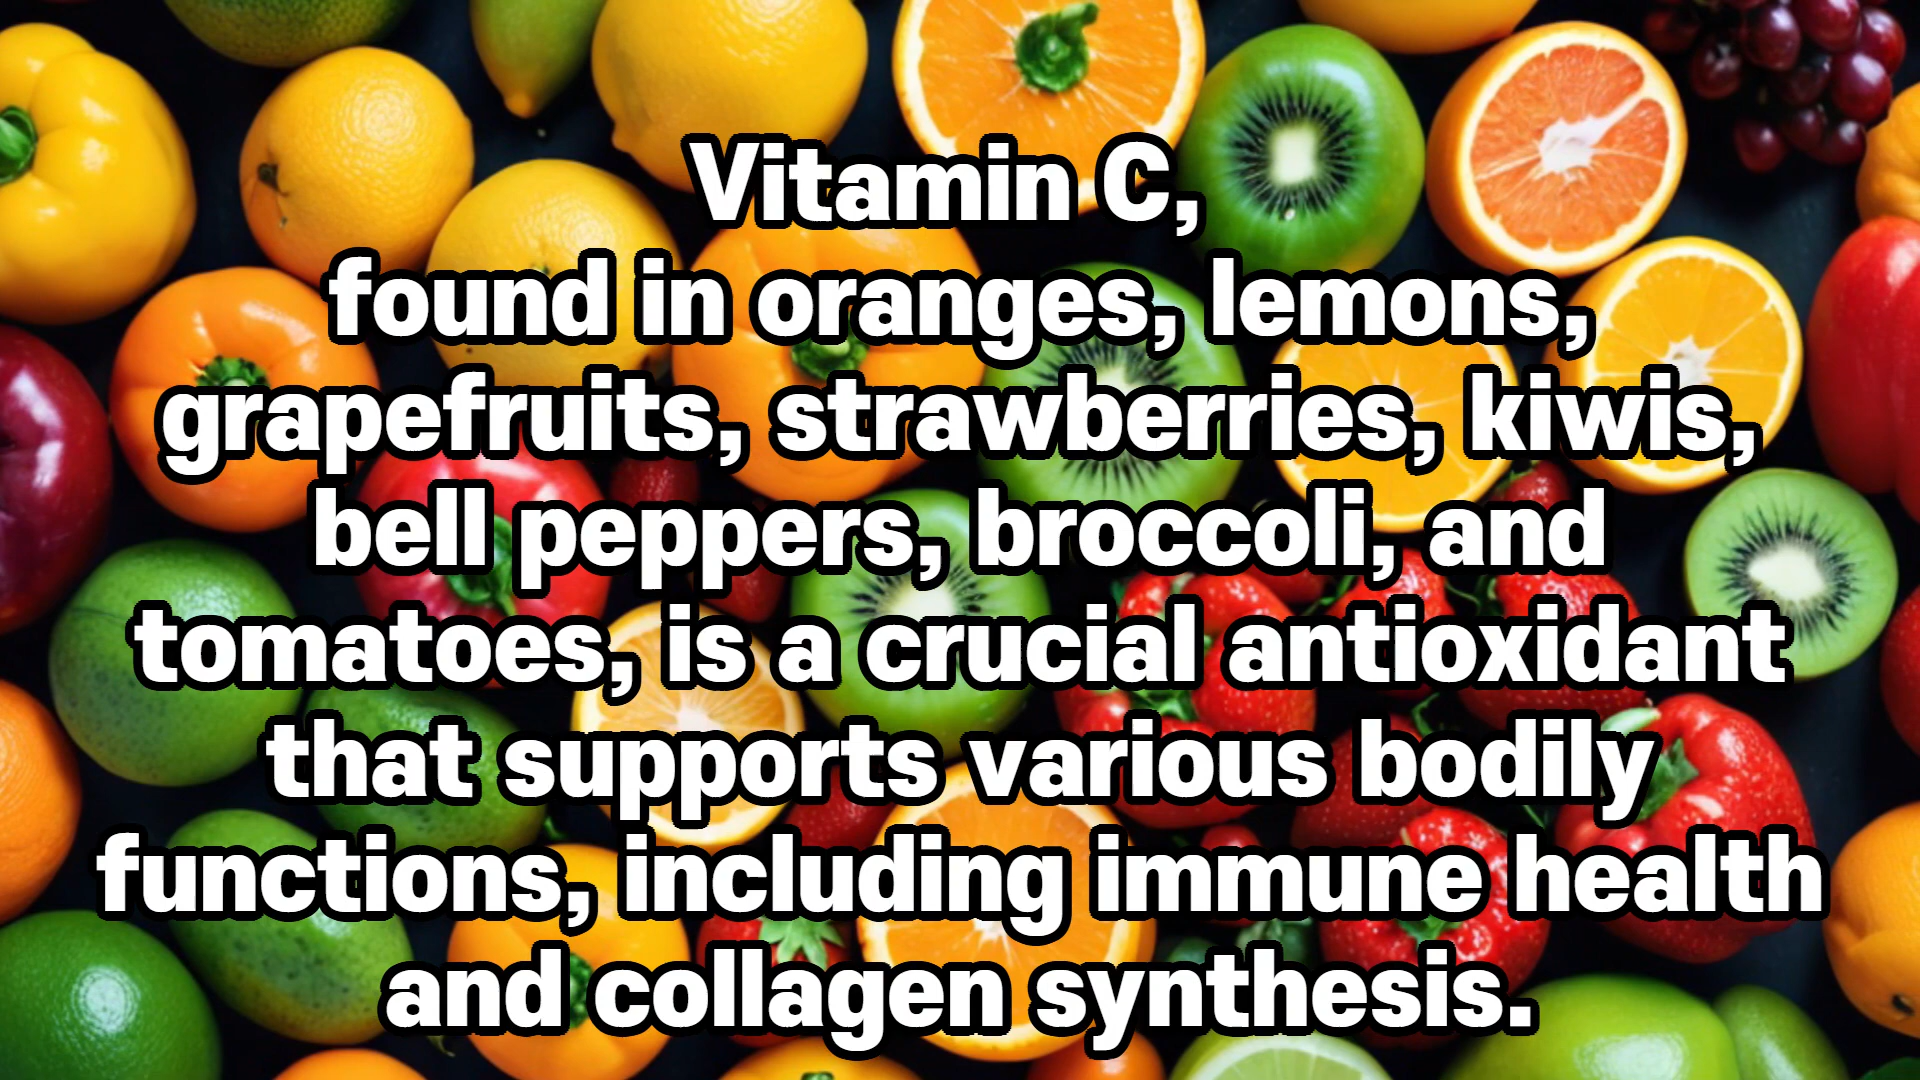 Vitamin C,
found in oranges, lemons,
grapefruits, strawberries, kiwis,
bell peppers, broccoli, and
tomatoes, is a crucial antioxidant
that supports various bodily
functions, including immune health
and collagen synthesis.